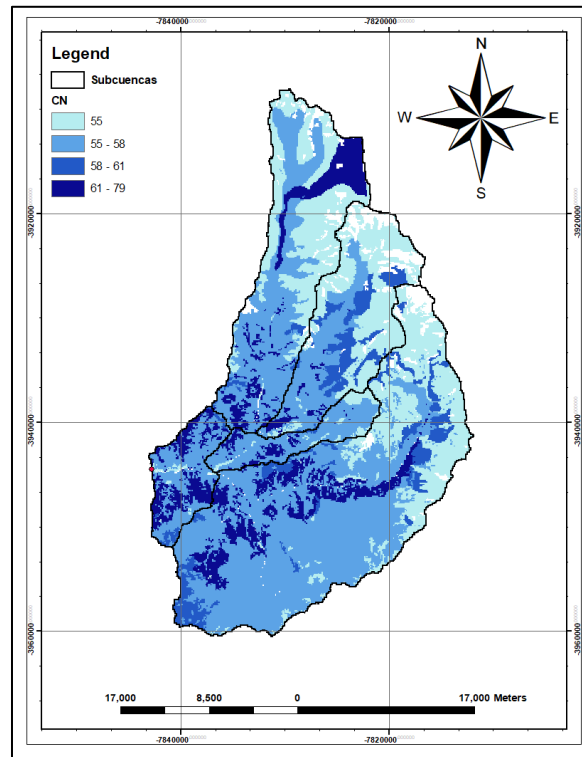 -7840000
-7820000
Legend
Subcuencas
CN
55
55 - 58
58 - 61
61 - 79
N
W
E
S
-3920000
-3920000
-3940000
-3940000
-3960000
-3960000
17,000
8,500
0
17,000 Meters
-7840000
-7820000